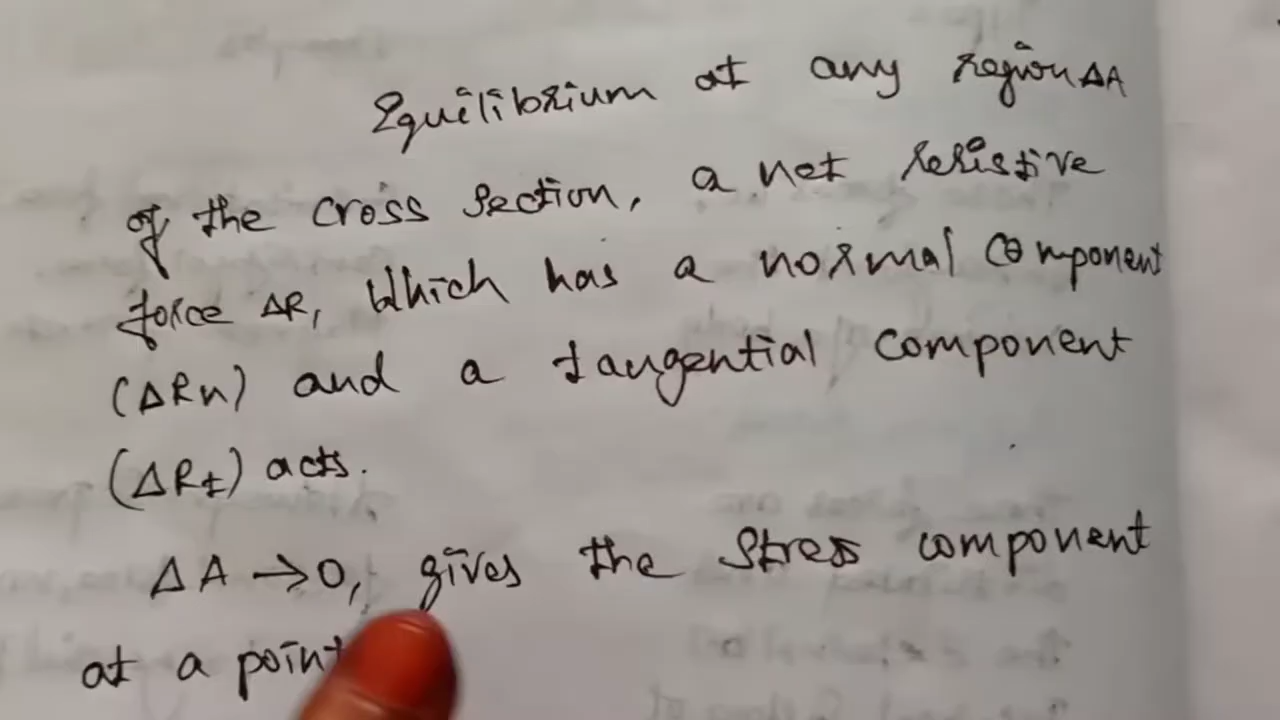 Equilibrium at any region ΔA
of the cross section, a net resistive
force ΔR, which has a normal component
(ΔRn) and a tangential component
(ΔRt) acts.
ΔA → 0, gives the stress component
at a point